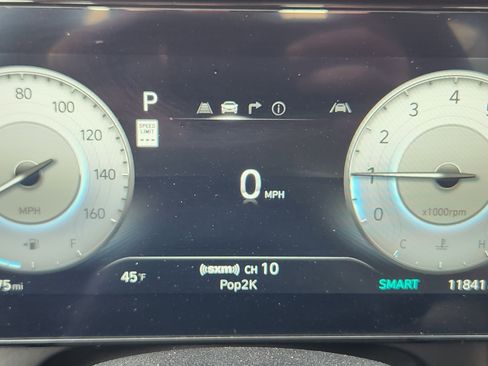 80
100
120
140
160
MPH
F
P
SPEED
LIMIT
---
0 MPH
45°F
((sxm)) CH 10
Pop2K
75mi
0
1
2
3
4
x1000rpm
C
H
SMART
11841